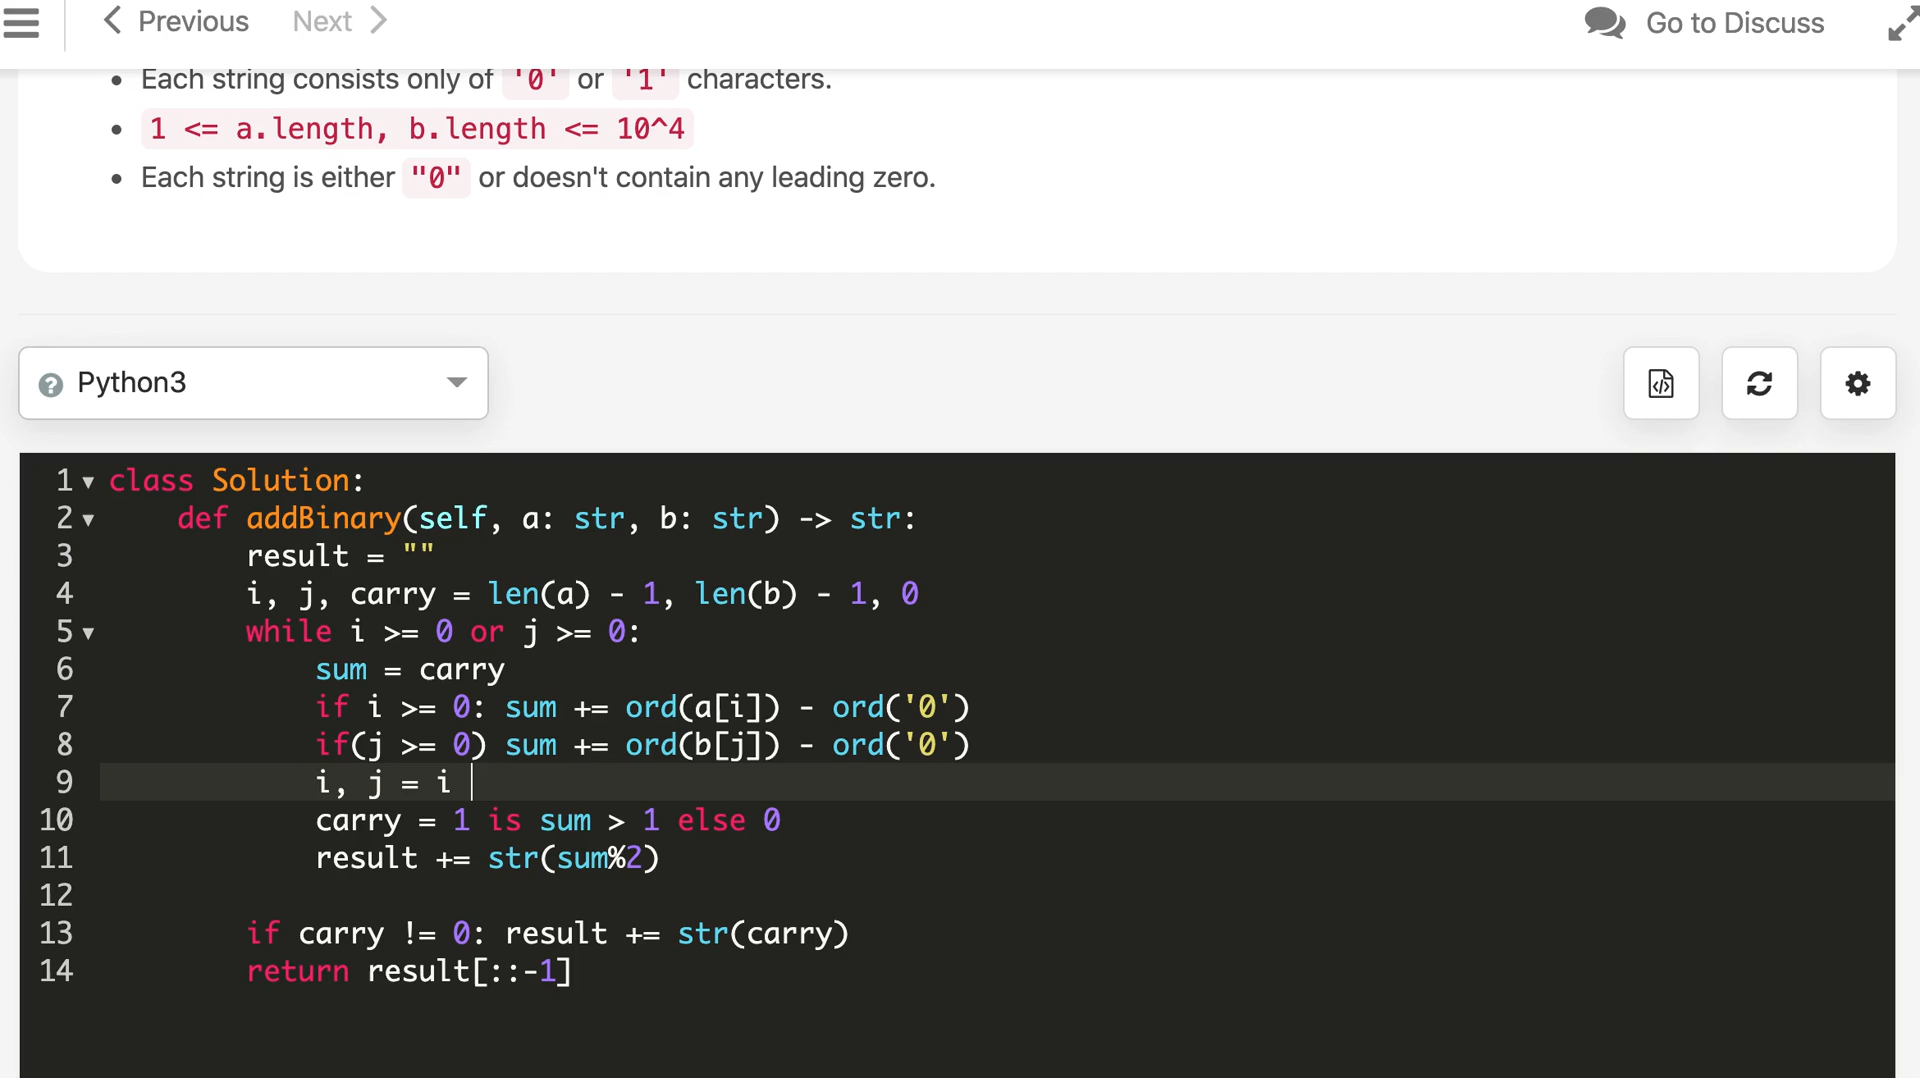 Previous Next Go to Discuss
Each string consists only of '0' or '1' characters.
1 <= a.length, b.length <= 10^4
Each string is either "0" or doesn't contain any leading zero.
Python3
1 class Solution:
2     def addBinary(self, a: str, b: str) -> str:
3         result = ""
4         i, j, carry = len(a) - 1, len(b) - 1, 0
5         while i >= 0 or j >= 0:
6             sum = carry
7             if i >= 0: sum += ord(a[i]) - ord('0')
8             if(j >= 0) sum += ord(b[j]) - ord('0')
9             i, j = i
10             carry = 1 is sum > 1 else 0
11             result += str(sum%2)
12
13         if carry != 0: result += str(carry)
14         return result[::-1]